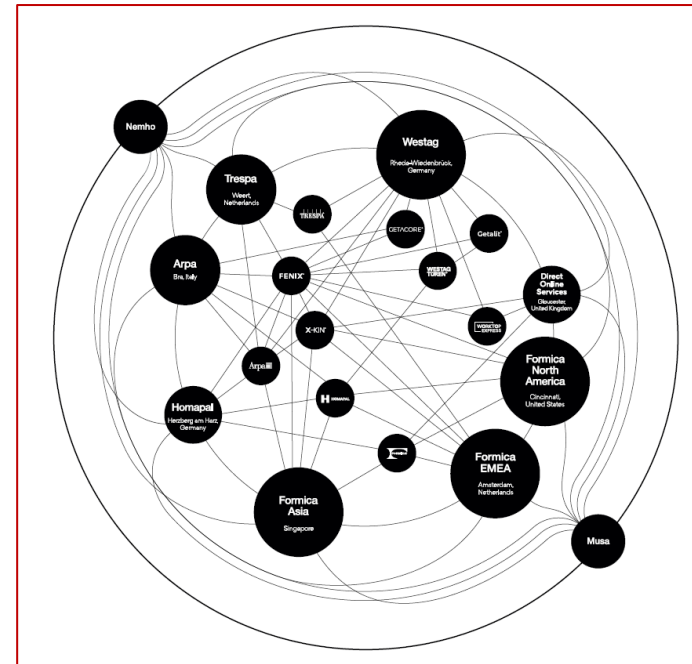 Nemho
Westag
Rheda-Wiedenbrück,
Germany
Trespa
Weert,
Netherlands
TRESPA
GETACORE®
Getalit®
Arpa
Bra, Italy
FENIX®
WESTAG
TÜREN®
Direct
Online
Services
Gloucester,
United Kingdom
X-KIN®
WORKTOP
EXPRESS
Arpa
Formica
North
America
Cincinnati,
United States
Homapal
Herzberg am Harz,
Germany
HOMAPAL
FORMICA
Formica
EMEA
Amsterdam,
Netherlands
Formica
Asia
Singapore
Musa